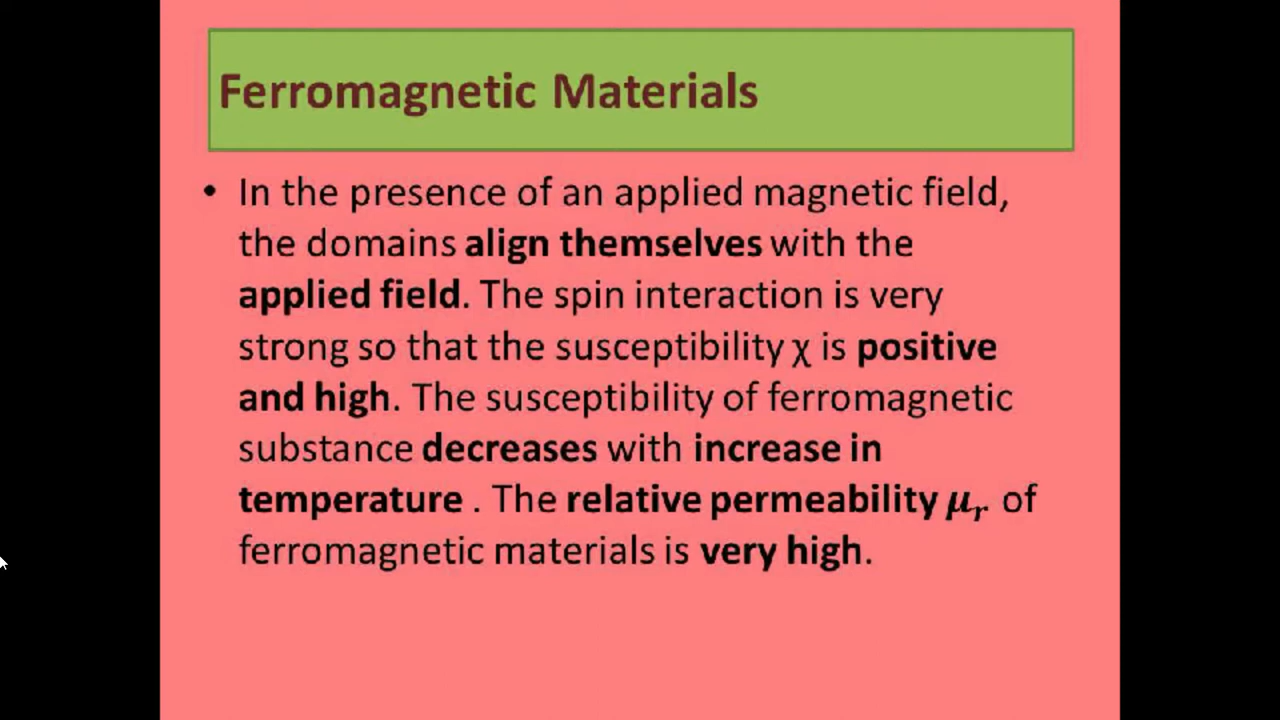 Ferromagnetic Materials
• In the presence of an applied magnetic field,
the domains align themselves with the
applied field. The spin interaction is very
strong so that the susceptibility χ is positive
and high. The susceptibility of ferromagnetic
substance decreases with increase in
temperature . The relative permeability μᵣ of
ferromagnetic materials is very high.